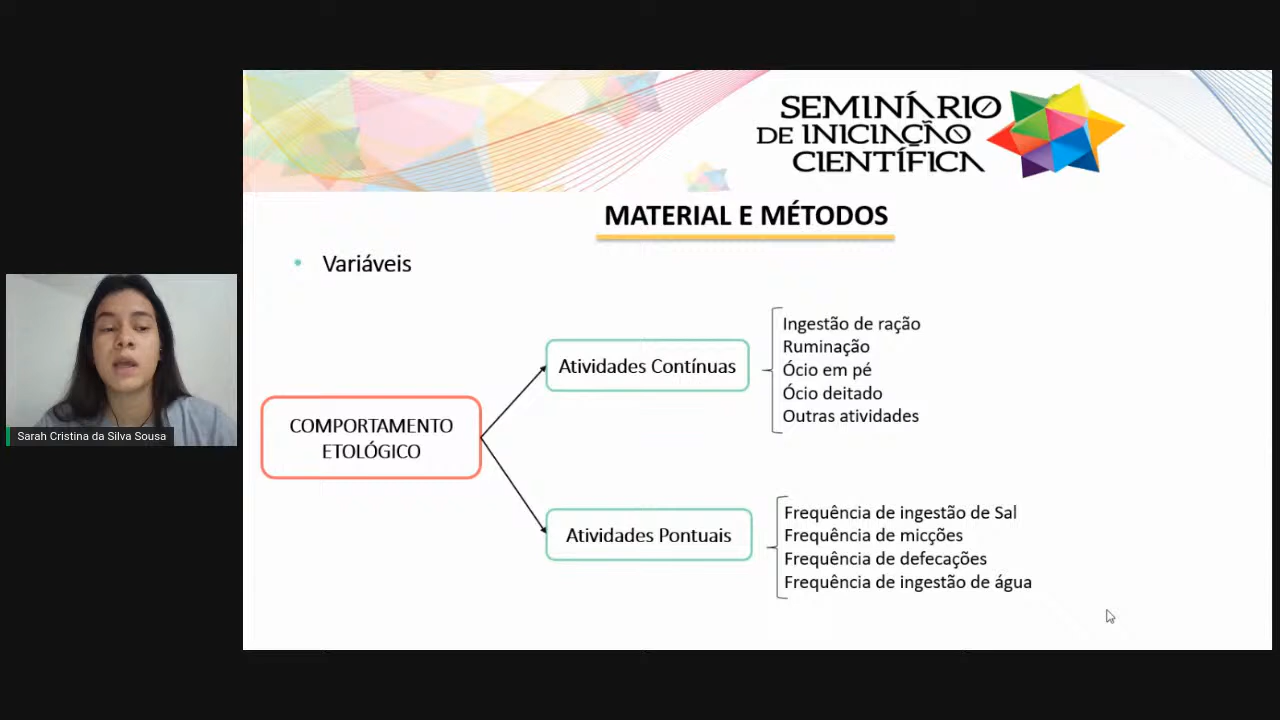 SEMINÁRIO
DE INICIAÇÃO
CIENTÍFICA
MATERIAL E MÉTODOS
• Variáveis
Ingestão de ração
Ruminação
Ócio em pé
Ócio deitado
Outras atividades
Atividades Contínuas
COMPORTAMENTO
ETOLÓGICO
Atividades Pontuais
Frequência de ingestão de Sal
Frequência de micções
Frequência de defecações
Frequência de ingestão de água
Sarah Cristina da Silva Sousa